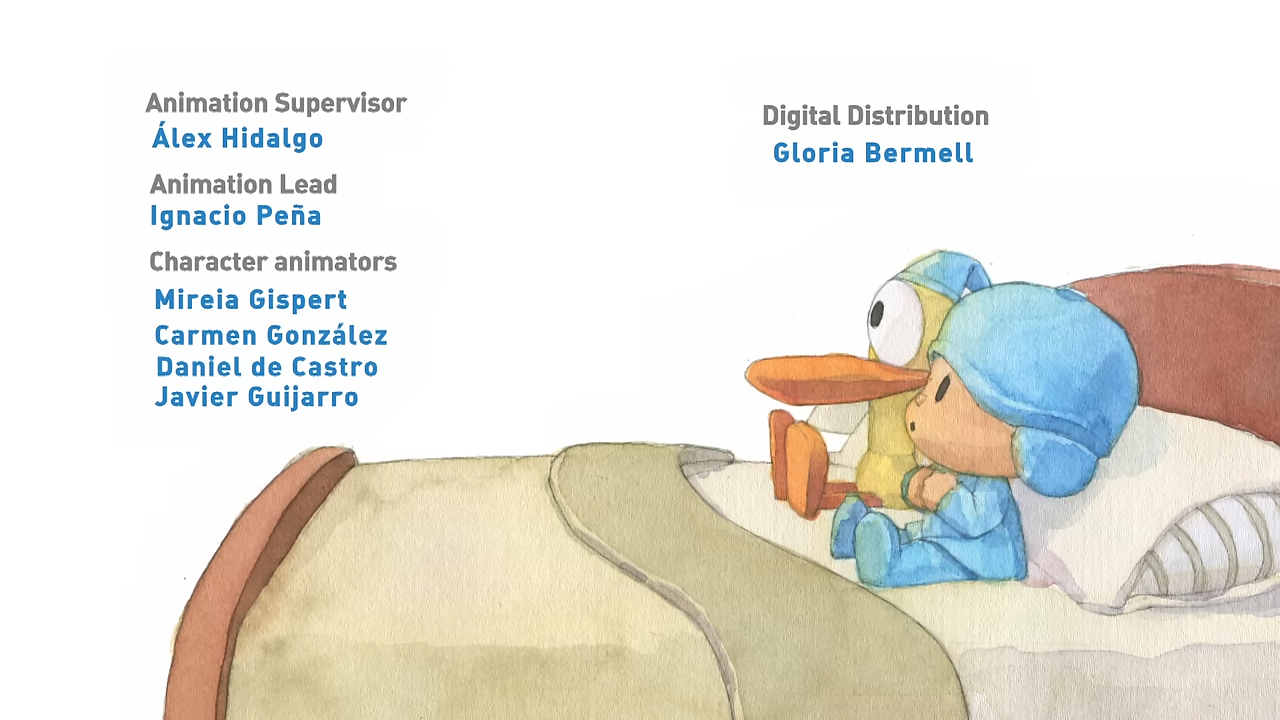 Animation Supervisor
Álex Hidalgo
Animation Lead
Ignacio Peña
Character animators
Mireia Gispert
Carmen González
Daniel de Castro
Javier Guijarro
Digital Distribution
Gloria Bermell